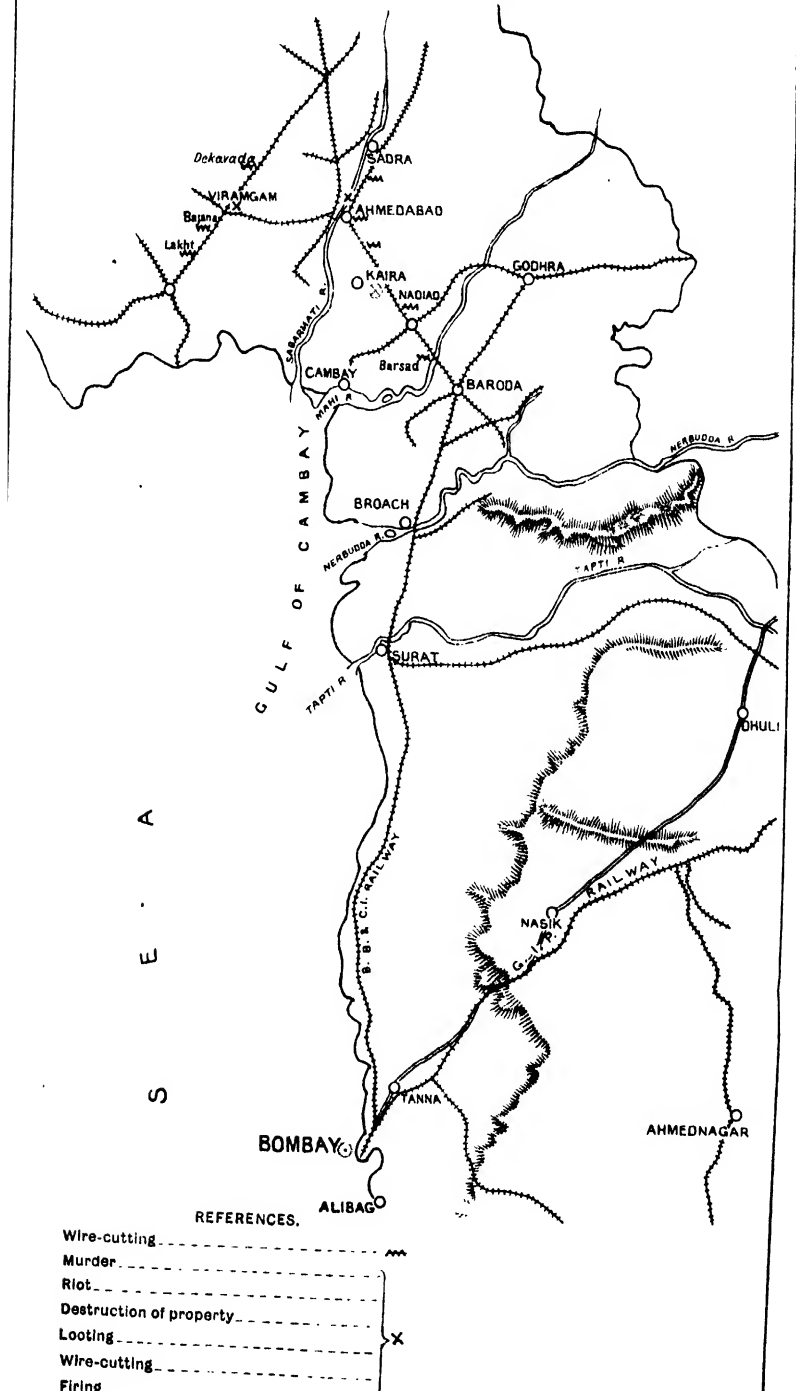 SADRA
Dekavada
VIRAMGAM
AHMEDABAD
Bajana
Lakht
GODHRA
KAIRA
NADIAD
SABARMATI R.
Barsad
CAMBAY
BARODA
MAHI R
NERBUDDA R
GULF OF CAMBAY
BROACH
NERBUDDA R.
TAPTI R
SURAT
TAPTI R
DHULI
SEA
B. B. & C. I. RAILWAY
NASIK
G. I. P. RAILWAY
TANNA
AHMEDNAGAR
BOMBAY
ALIBAG
REFERENCES.
Wire-cutting
Murder
Riot
Destruction of property
Looting
X
Wire-cutting
Firing